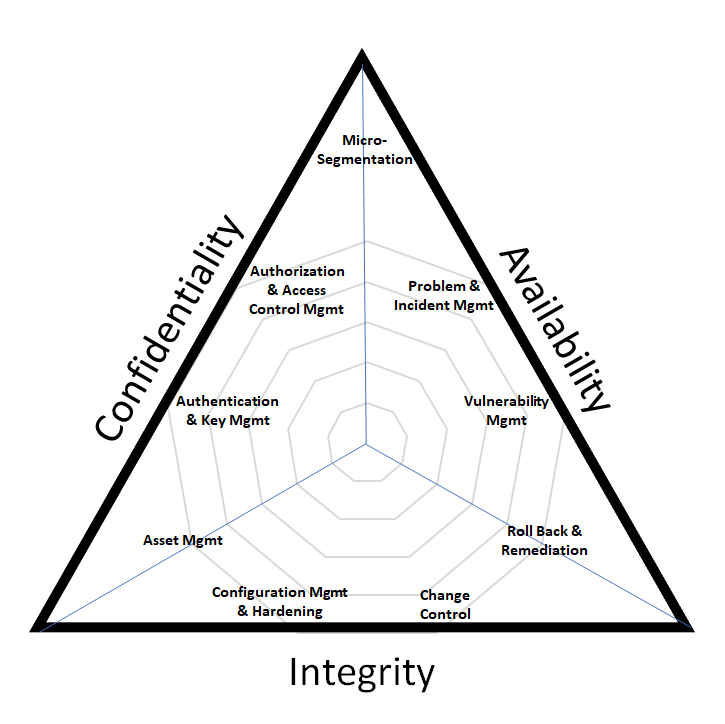 Micro-
Segmentation
Confidentiality
Availability
Authorization
& Access
Control Mgmt
Problem &
Incident Mgmt
Authentication
& Key Mgmt
Vulnerability
Mgmt
Asset Mgmt
Roll Back &
Remediation
Configuration Mgmt
& Hardening
Change
Control
Integrity